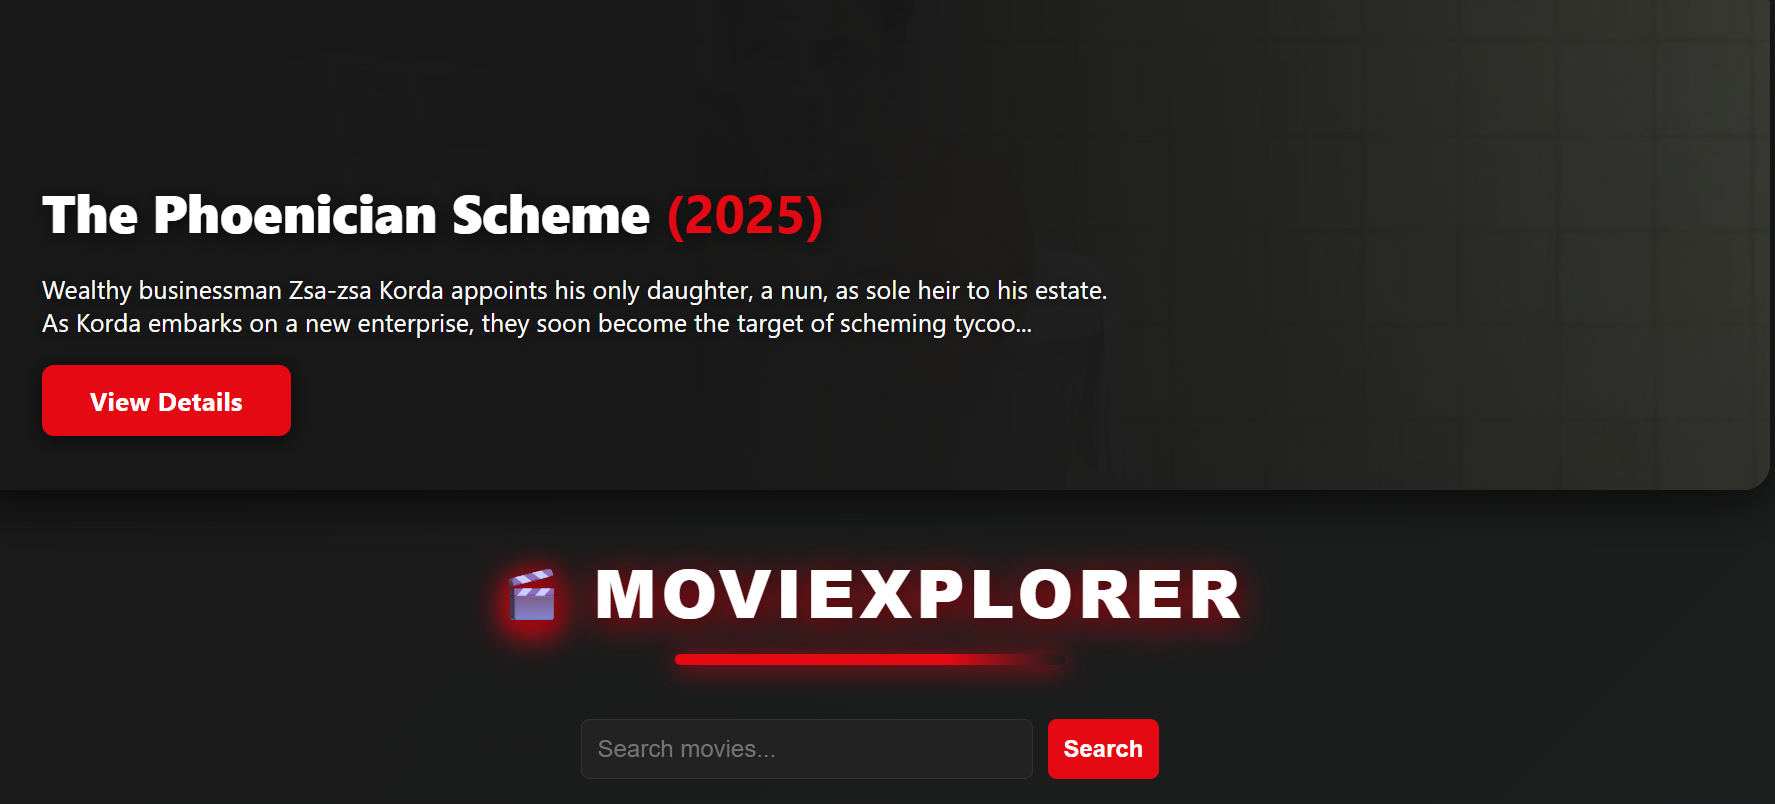 The Phoenician Scheme (2025)
Wealthy businessman Zsa-zsa Korda appoints his only daughter, a nun, as sole heir to his estate.
As Korda embarks on a new enterprise, they soon become the target of scheming tycoo...
View Details
MOVIEXPLORER
Search movies...
Search